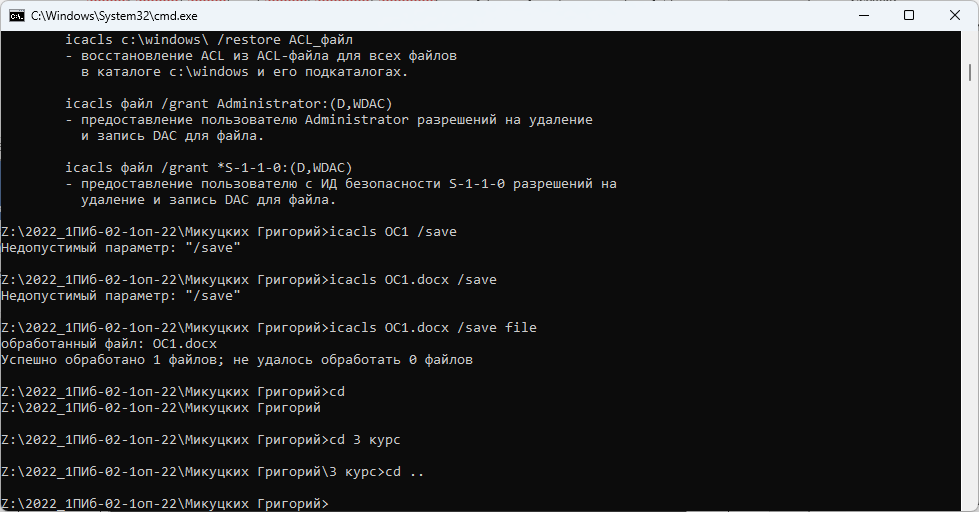 C:\Windows\System32\cmd.exe
icacls c:\windows\ /restore ACL_файл
- восстановление ACL из ACL-файла для всех файлов
в каталоге c:\windows и его подкаталогах.
icacls файл /grant Administrator:(D,WDAC)
- предоставление пользователю Administrator разрешений на удаление
и запись DAC для файла.
icacls файл /grant *S-1-1-0:(D,WDAC)
- предоставление пользователю с ИД безопасности S-1-1-0 разрешений на
удаление и запись DAC для файла.
Z:\2022_1ПИб-02-1оп-22\Микуцких Григорий>icacls ОС1 /save
Недопустимый параметр: "/save"
Z:\2022_1ПИб-02-1оп-22\Микуцких Григорий>icacls ОС1.docx /save
Недопустимый параметр: "/save"
Z:\2022_1ПИб-02-1оп-22\Микуцких Григорий>icacls ОС1.docx /save file
обработанный файл: ОС1.docx
Успешно обработано 1 файлов; не удалось обработать 0 файлов
Z:\2022_1ПИб-02-1оп-22\Микуцких Григорий>cd
Z:\2022_1ПИб-02-1оп-22\Микуцких Григорий
Z:\2022_1ПИб-02-1оп-22\Микуцких Григорий>cd 3 курс
Z:\2022_1ПИб-02-1оп-22\Микуцких Григорий\3 курс>cd ..
Z:\2022_1ПИб-02-1оп-22\Микуцких Григорий>